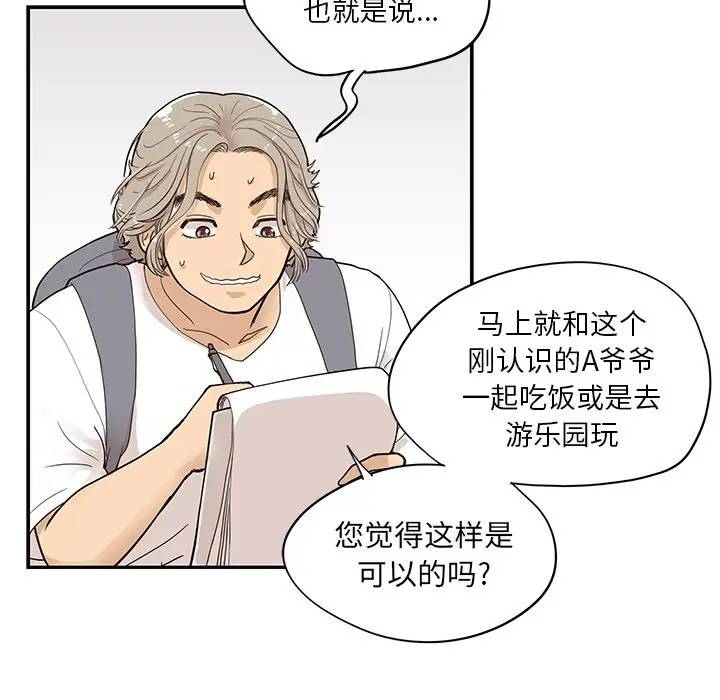 也就是说...
马上就和这个
刚认识的A爷爷
一起吃饭或是去
游乐园玩
您觉得这样是
可以的吗?